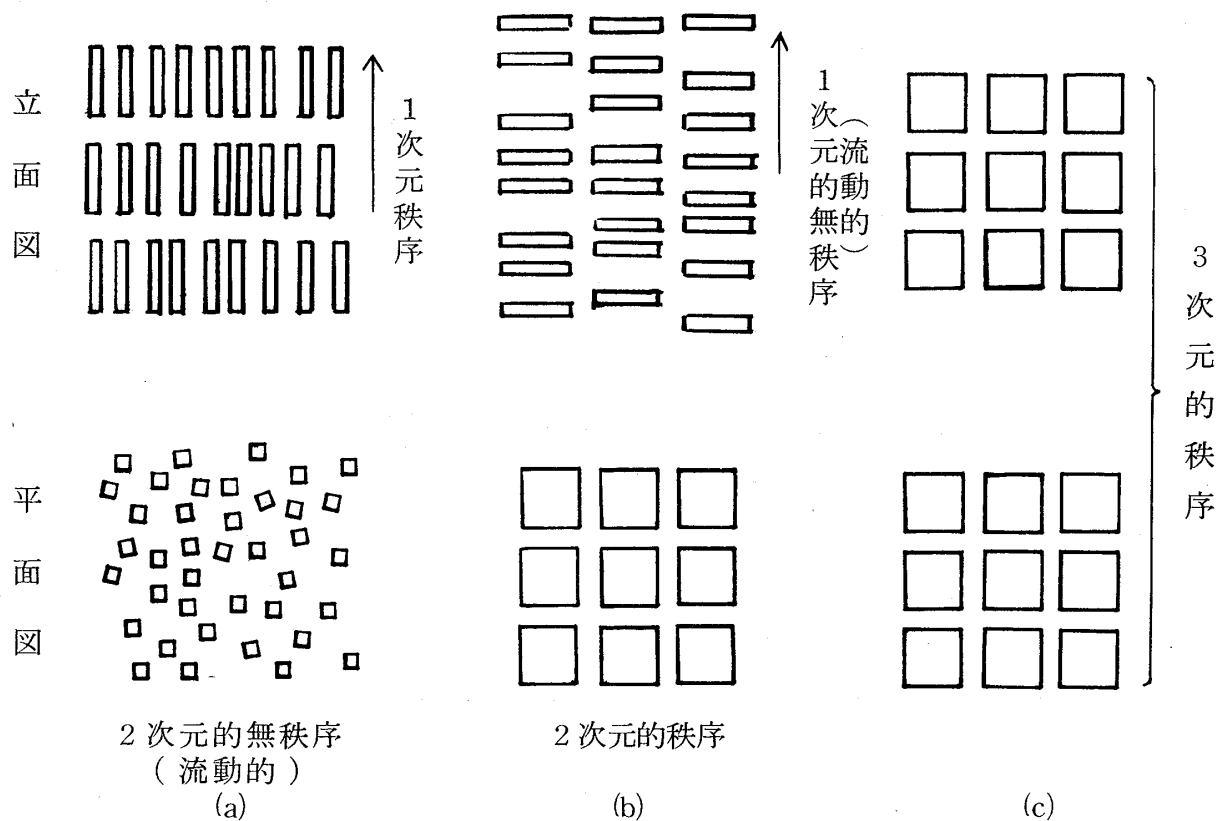 立面図
1次元秩序
1次元的無秩序
（流動的）
3次元的秩序
平面図
2次元的無秩序
(流動的)
2次元的秩序
(a)
(b)
(c)